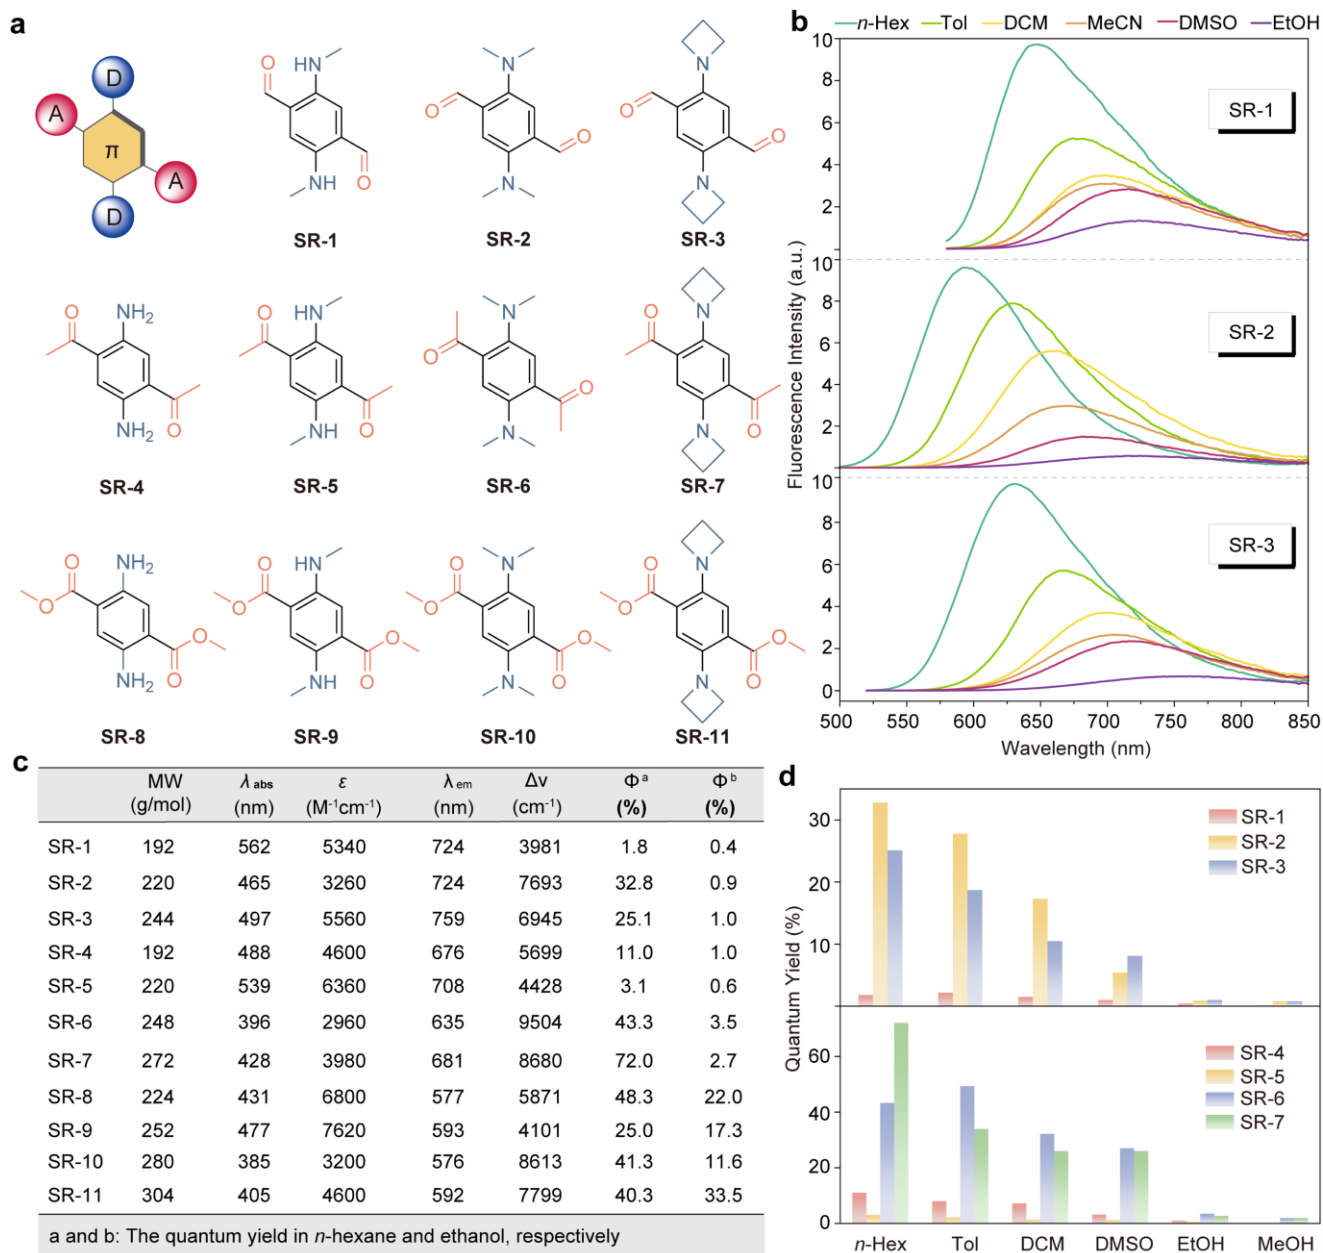 a
D
A
π
A
D
O
HN
NH
O
SR-1
N
O
O
N
SR-2
N
O
O
N
SR-3
O
NH2
NH2
O
SR-4
O
HN
NH
O
SR-5
O
N
O
N
SR-6
O
N
N
O
SR-7
O
NH2
O
O
NH2
O
SR-8
O
HN
O
O
NH
O
SR-9
O
N
O
O
N
O
SR-10
O
N
O
O
N
O
SR-11
b
n-Hex Tol DCM MeCN DMSO EtOH
10
8
6
4
2
SR-1
10
8
6
4
2
SR-2
10
8
6
4
2
0
SR-3
Fluorescence Intensity (a.u.)
500 550 600 650 700 750 800 850
Wavelength (nm)
c
MW λabs ε λem Δv Φa Φb
(g/mol) (nm) (M-1cm-1) (nm) (cm-1) (%) (%)
SR-1 192 562 5340 724 3981 1.8 0.4
SR-2 220 465 3260 724 7693 32.8 0.9
SR-3 244 497 5560 759 6945 25.1 1.0
SR-4 192 488 4600 676 5699 11.0 1.0
SR-5 220 539 6360 708 4428 3.1 0.6
SR-6 248 396 2960 635 9504 43.3 3.5
SR-7 272 428 3980 681 8680 72.0 2.7
SR-8 224 431 6800 577 5871 48.3 22.0
SR-9 252 477 7620 593 4101 25.0 17.3
SR-10 280 385 3200 576 8613 41.3 11.6
SR-11 304 405 4600 592 7799 40.3 33.5
a and b: The quantum yield in n-hexane and ethanol, respectively
d
30
20
10
SR-1
SR-2
SR-3
60
40
20
0
SR-4
SR-5
SR-6
SR-7
Quantum Yield (%)
n-Hex Tol DCM DMSO EtOH MeOH